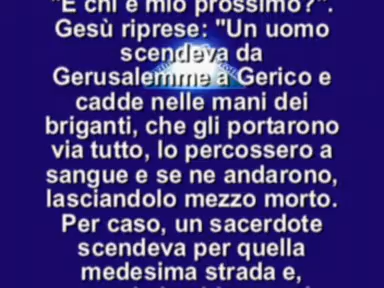 "E chi è mio prossimo?".
Gesù riprese: "Un uomo
scendeva da
Gerusalemme a Gerico e
cadde nelle mani dei
briganti, che gli portarono
via tutto, lo percossero a
sangue e se ne andarono,
lasciandolo mezzo morto.
Per caso, un sacerdote
scendeva per quella
medesima strada e,